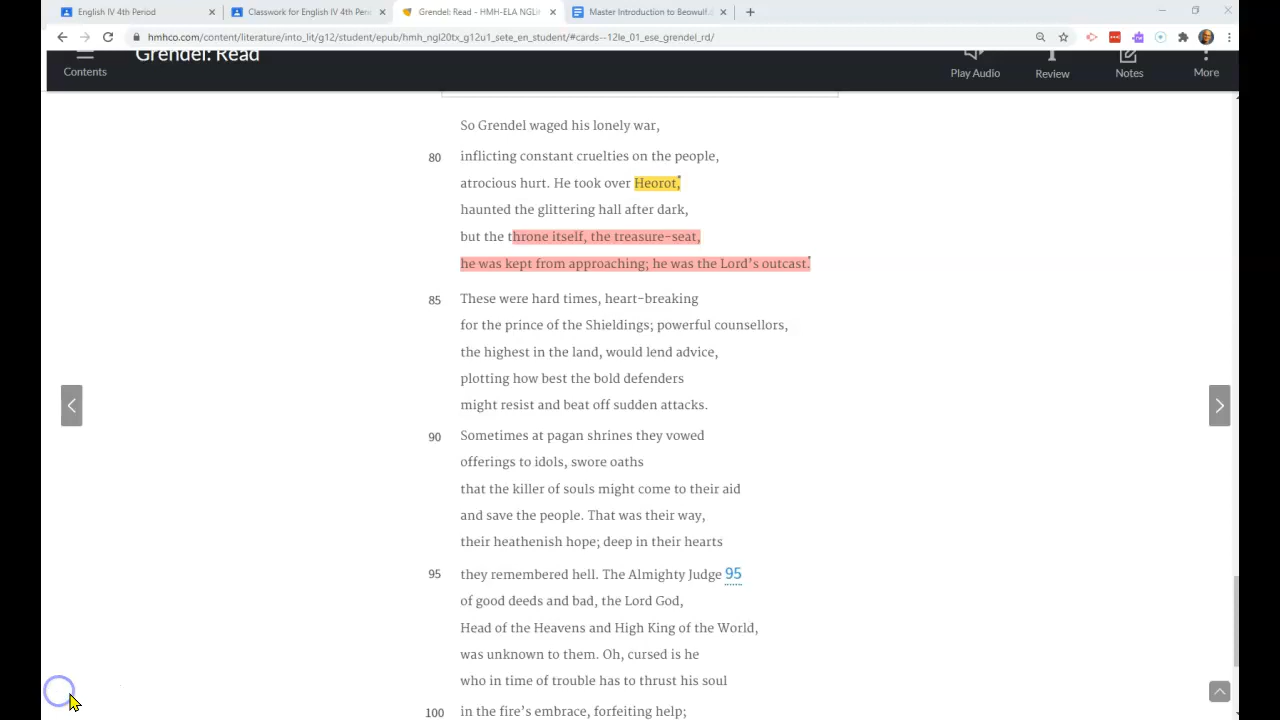 English IV 4th Period
Classwork for English IV 4th Peri
Grendel: Read - HMH-ELA NGLin
Master Introduction to Beowulf.
hmhco.com/content/literature/into_lit/g12/student/epub/hmh_ngl20tx_g12u1_sete_en_student/#cards--12le_01_ese_grendel_rd/
Contents
Grendel: Read
Play Audio
Review
Notes
More
So Grendel waged his lonely war,
80 inflicting constant cruelties on the people,
atrocious hurt. He took over Heorot,*
haunted the glittering hall after dark,
but the throne itself, the treasure-seat,
he was kept from approaching; he was the Lord's outcast.*
85 These were hard times, heart-breaking
for the prince of the Shieldings; powerful counsellors,
the highest in the land, would lend advice,
plotting how best the bold defenders
might resist and beat off sudden attacks.
90 Sometimes at pagan shrines they vowed
offerings to idols, swore oaths
that the killer of souls might come to their aid
and save the people. That was their way,
their heathenish hope; deep in their hearts
95 they remembered hell. The Almighty Judge 95
of good deeds and bad, the Lord God,
Head of the Heavens and High King of the World,
was unknown to them. Oh, cursed is he
who in time of trouble has to thrust his soul
100 in the fire's embrace, forfeiting help;